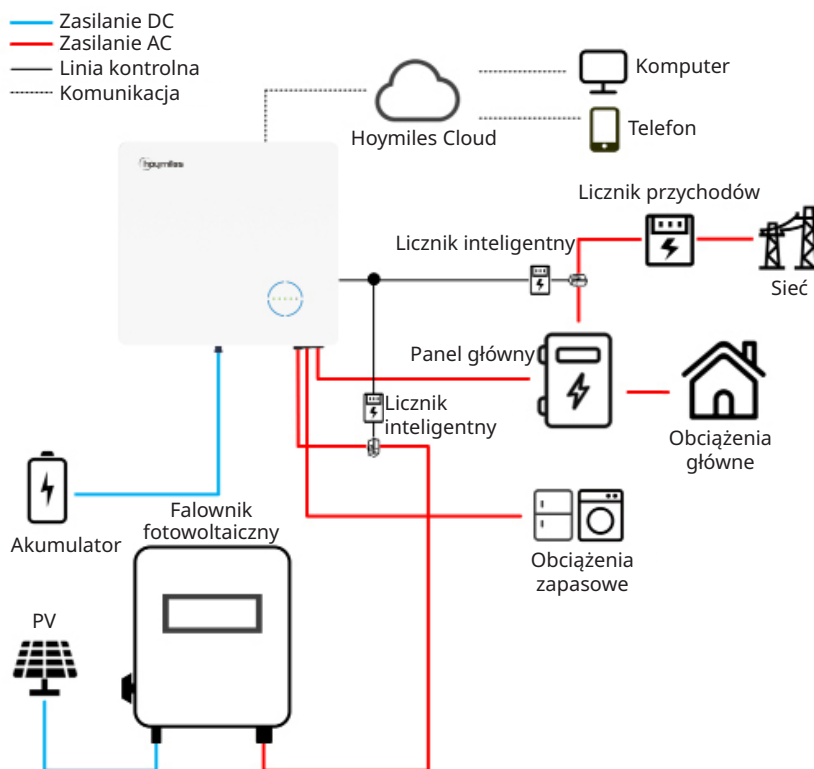 Zasilanie DC
Zasilanie AC
Linia kontrolna
Komunikacja
Hoymiles Cloud
Komputer
Telefon
hoymiles
Licznik przychodów
Licznik inteligentny
Sieć
Panel główny
Licznik
inteligentny
Obciążenia
główne
Akumulator
Falownik
fotowoltaiczny
Obciążenia
zapasowe
PV